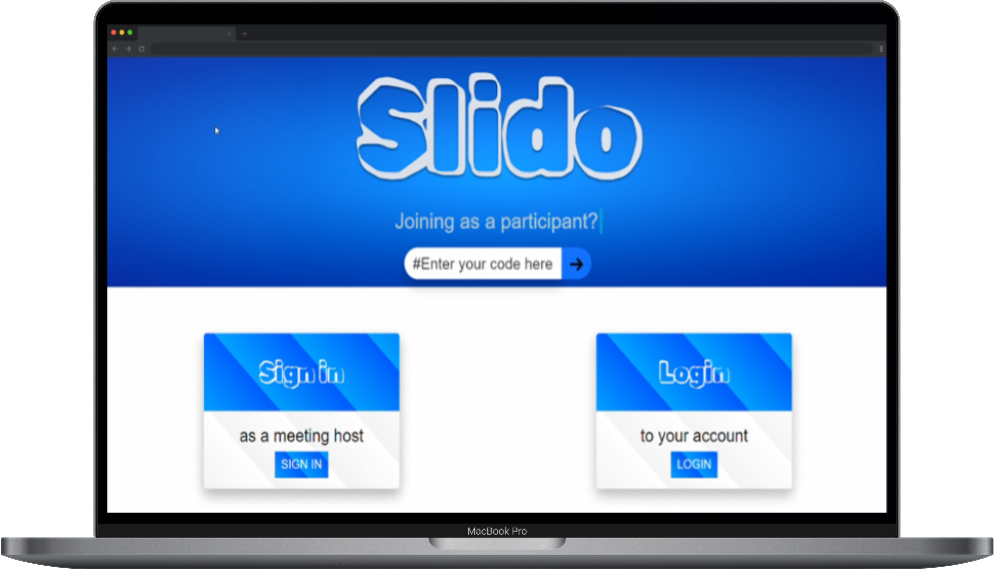 Slido
Joining as a participant?
#Enter your code here
Sign in
Login
as a meeting host
to your account
SIGN IN
LOGIN
MacBook Pro